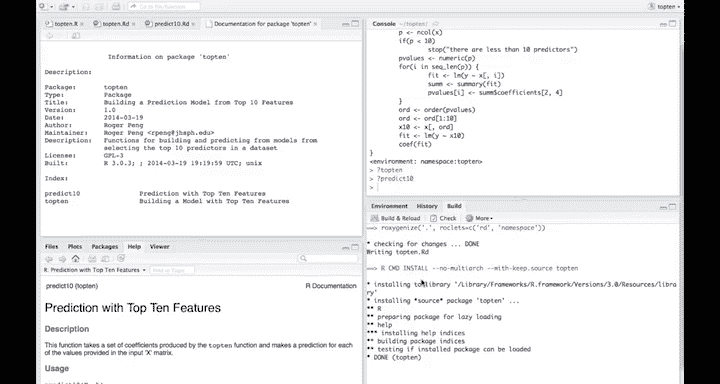 Go to file/function
topten
topten.R
topten.Rd
predict10.Rd
Documentation for package 'topten'
Information on package 'topten'
Description:
Package: topten
Type: Package
Title: Building a Prediction Model from Top 10 Features
Version: 1.0
Date: 2014-03-19
Author: Roger Peng
Maintainer: Roger Peng <rpeng@jhsph.edu>
Description: Functions for building and predicting from models from
selecting the top 10 predictors in a dataset
License: GPL-3
Built: R 3.0.3; ; 2014-03-19 19:19:59 UTC; unix
Index:
predict10 Prediction with Top Ten Features
topten Building a Model with Top Ten Features
Files Plots Packages Help Viewer
R: Prediction with Top Ten Features
Find in Topic
predict10 {topten} R Documentation
Prediction with Top Ten Features
Description
This function takes a set of coefficients produced by the topten function and makes a prediction for each
of the values provided in the input 'X' matrix.
Usage
Console ~/topten/
p <- ncol(x)
if(p < 10)
stop("there are less than 10 predictors")
pvalues <- numeric(p)
for(i in seq_len(p)) {
fit <- lm(y ~ x[, i])
summ <- summary(fit)
pvalues[i] <- summ$coefficients[2, 4]
}
ord <- order(pvalues)
ord <- ord[1:10]
x10 <- x[, ord]
fit <- lm(y ~ x10)
coef(fit)
}
<environment: namespace:topten>
> ?topten
> ?predict10
>
Environment History Build
Build & Reload Check More
==> roxygenize('.', roclets=c('rd', 'namespace'))
* checking for changes ... DONE
Writing topten.Rd
==> R CMD INSTALL --no-multiarch --with-keep.source topten
* installing to library '/Library/Frameworks/R.framework/Versions/3.0/Resources/libra
ry'
* installing *source* package 'topten' ...
** R
** preparing package for lazy loading
** help
*** installing help indices
** building package indices
** testing if installed package can be loaded
* DONE (topten)